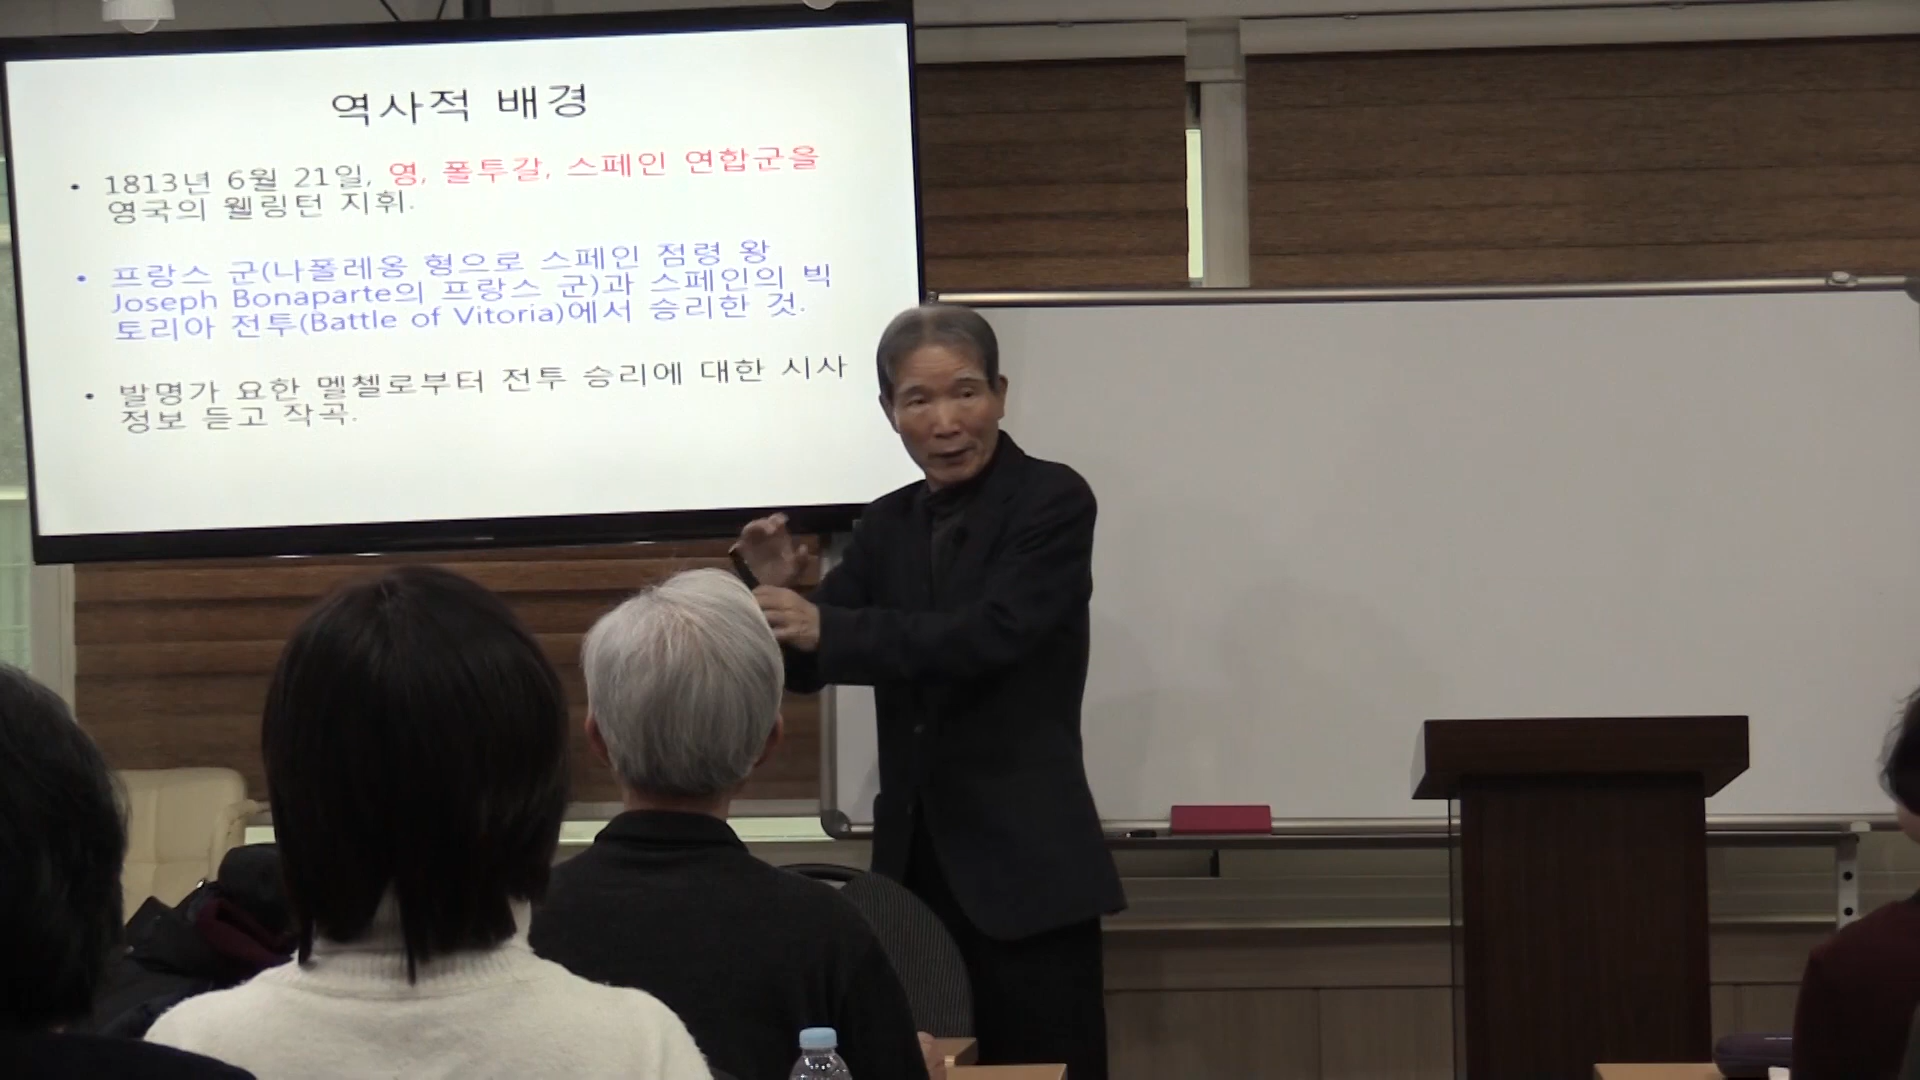 역사적 배경
• 1813년 6월 21일, 영, 폴투갈, 스페인 연합군을
영국의 웰링턴 지휘.
• 프랑스 군(나폴레옹 형으로 스페인 점령 왕
Joseph Bonaparte의 프랑스 군)과 스페인의 빅
토리아 전투(Battle of Vitoria)에서 승리한 것.
• 발명가 요한 멜첼로부터 전투 승리에 대한 시사
정보 듣고 작곡.